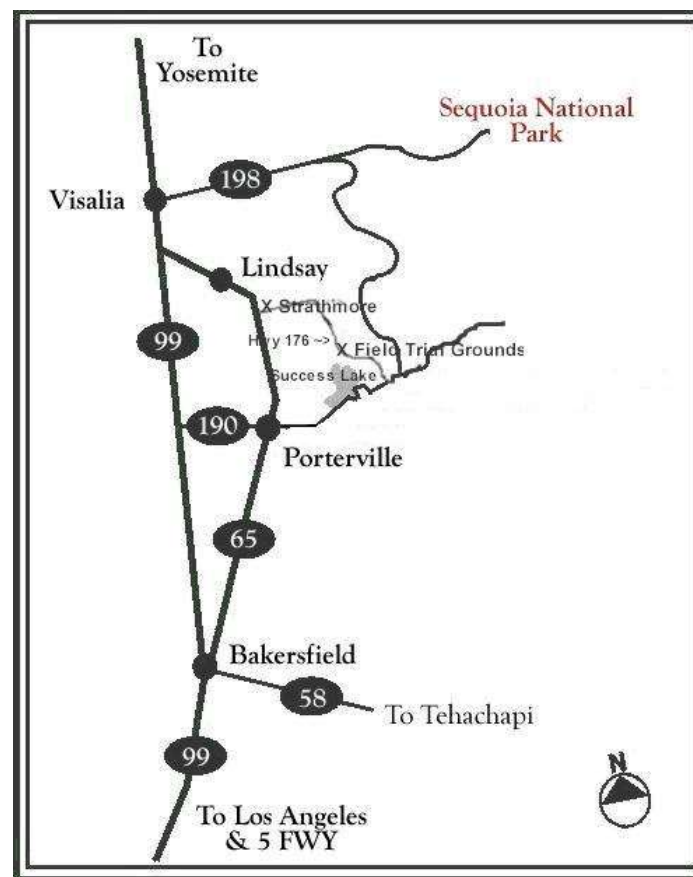 To
Yosemite
Sequoia National
Park
198
Visalia
Lindsay
X Strathmore
99
Hwy 176 ~>
X Field Trial Grounds
Success Lake
190
Porterville
65
Bakersfield
58
To Tehachapi
99
N
To Los Angeles
& 5 FWY